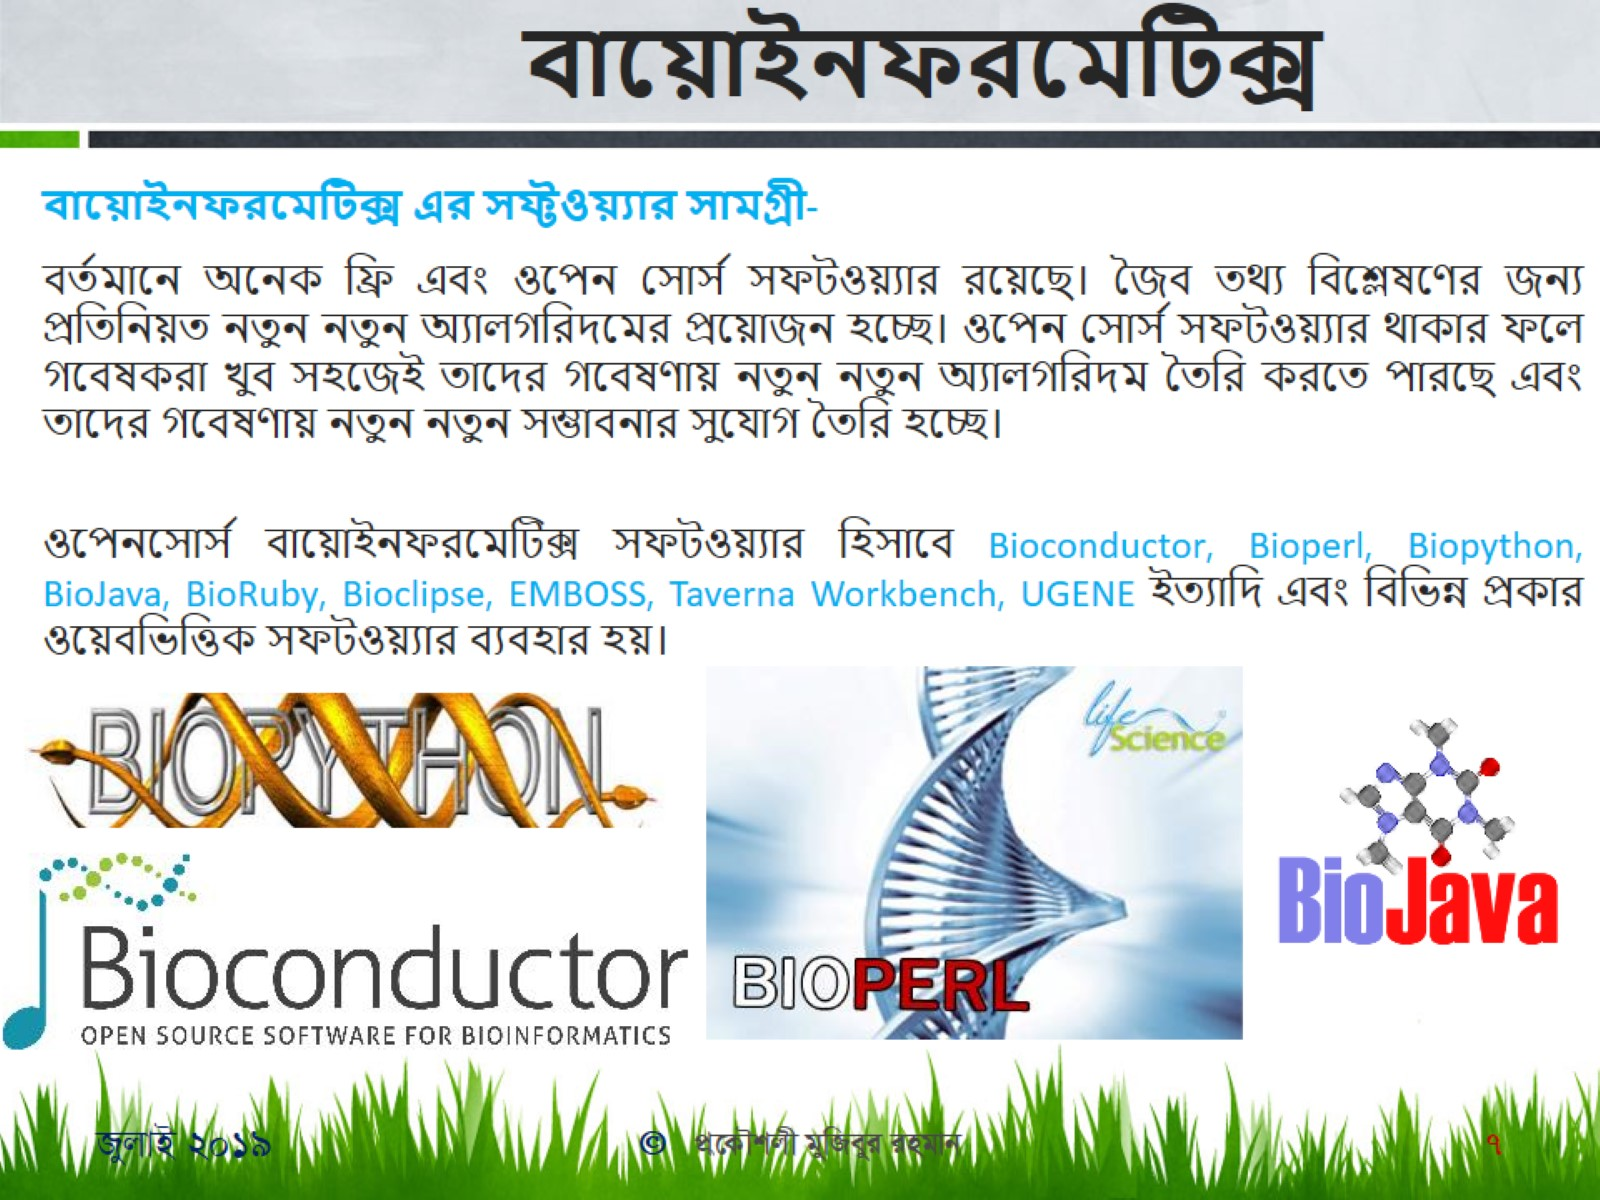 বায়োইনফরমেটিক্স
বায়োইনফরমেটিক্স এর সফ্টওয়্যার সামগ্রী-
বর্তমানে অনেক ফ্রি এবং ওপেন সোর্স সফটওয়্যার রয়েছে। জৈব তথ্য বিশ্লেষণের জন্য
প্রতিনিয়ত নতুন নতুন অ্যালগরিদমের প্রয়োজন হচ্ছে। ওপেন সোর্স সফটওয়্যার থাকার ফলে
গবেষকরা খুব সহজেই তাদের গবেষণায় নতুন নতুন অ্যালগরিদম তৈরি করতে পারছে এবং
তাদের গবেষণায় নতুন নতুন সম্ভাবনার সুযোগ তৈরি হচ্ছে।
ওপেনসোর্স বায়োইনফরমেটিক্স সফটওয়্যার হিসাবে Bioconductor, Bioperl, Biopython,
BioJava, BioRuby, Bioclipse, EMBOSS, Taverna Workbench, UGENE ইত্যাদি এবং বিভিন্ন প্রকার
ওয়েবভিত্তিক সফটওয়্যার ব্যবহার হয়।
BIOPYTHON
life Science
BIOPERL
BioJava
Bioconductor
OPEN SOURCE SOFTWARE FOR BIOINFORMATICS
জুলাই ২০১৯
© প্রকৌশলী মুজিবুর রহমান
৭